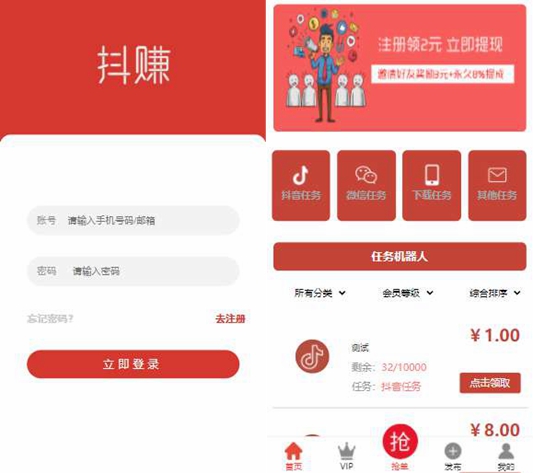 抖赚
账号 请输入手机号码/邮箱
密码 请输入密码
忘记密码? 去注册
立即登录
注册领2元 立即提现
邀请好友奖励3元+永久8%提成
抖音任务 微信任务 下载任务 其他任务
任务机器人
所有分类 会员等级 综合排序
¥1.00
测试
剩余: 32/10000
任务: 抖音任务
点击领取
¥8.00
抢
首页 VIP 抢单 发布 我的